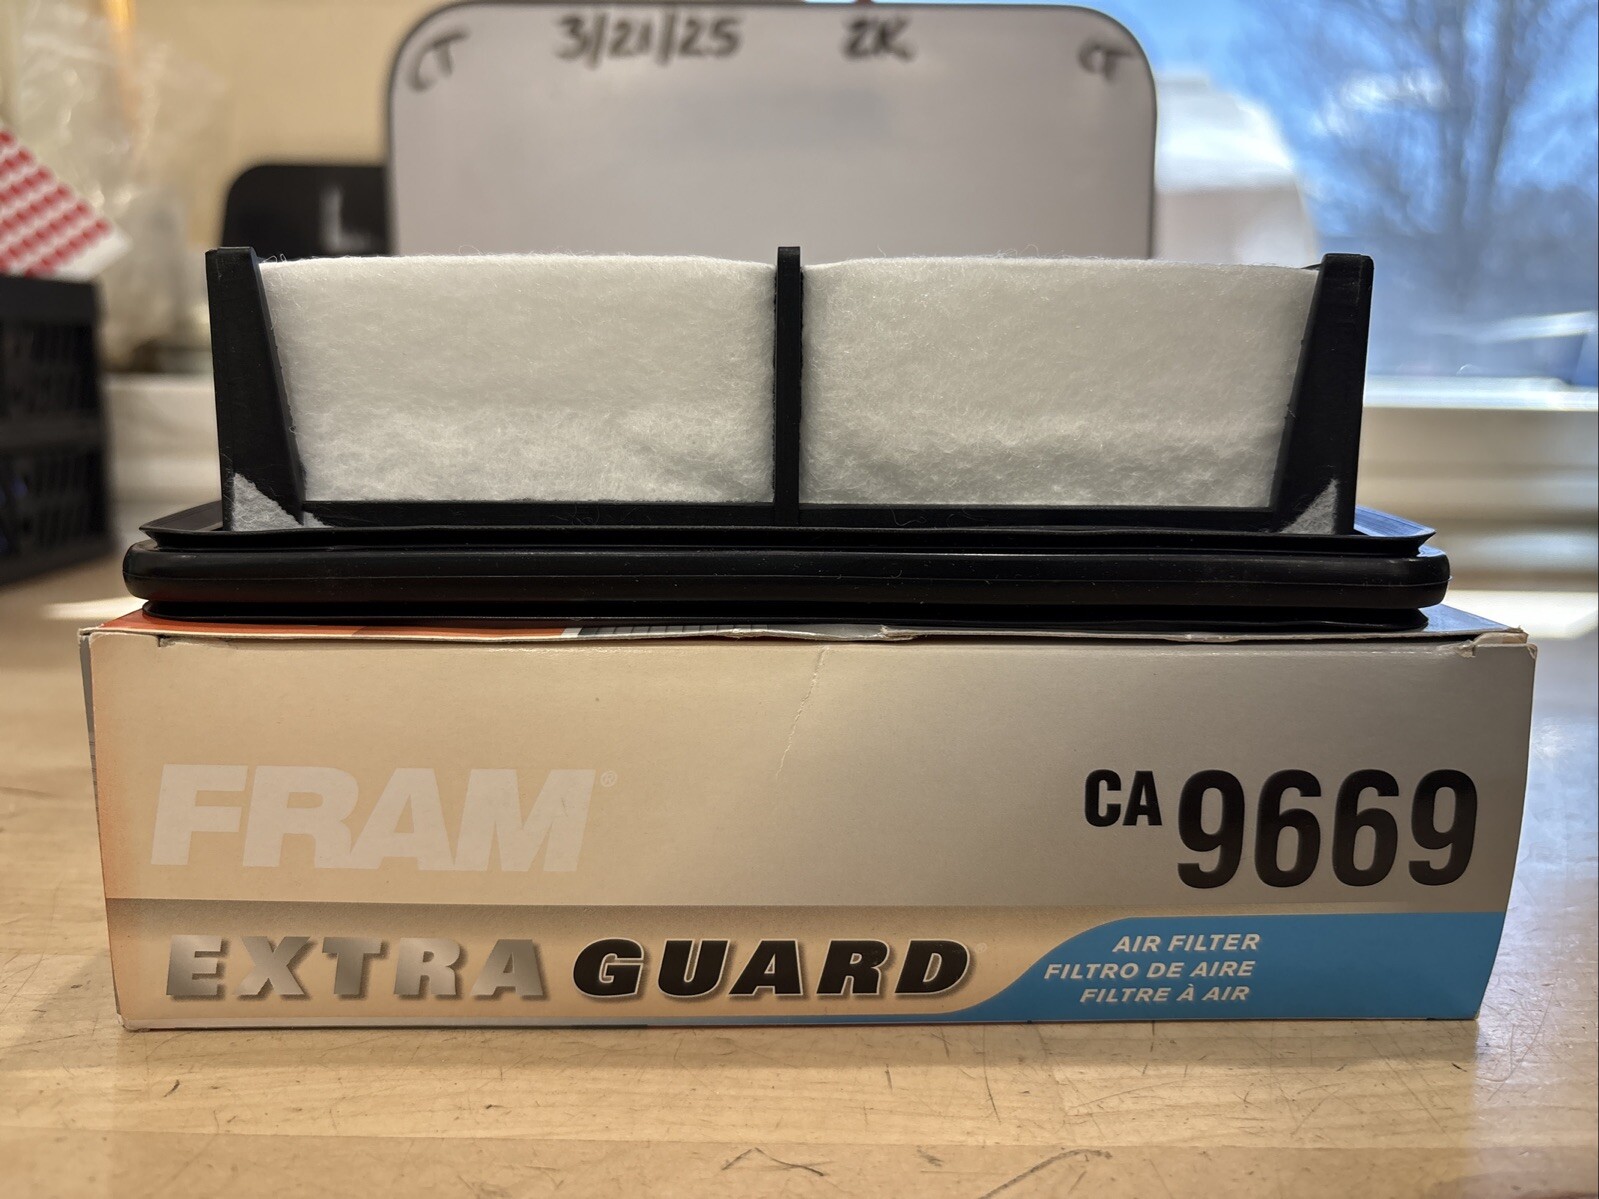 CT 3/21/25 2K CT
FRAM®
CA 9669
EXTRA GUARD
AIR FILTER
FILTRO DE AIRE
FILTRE À AIR